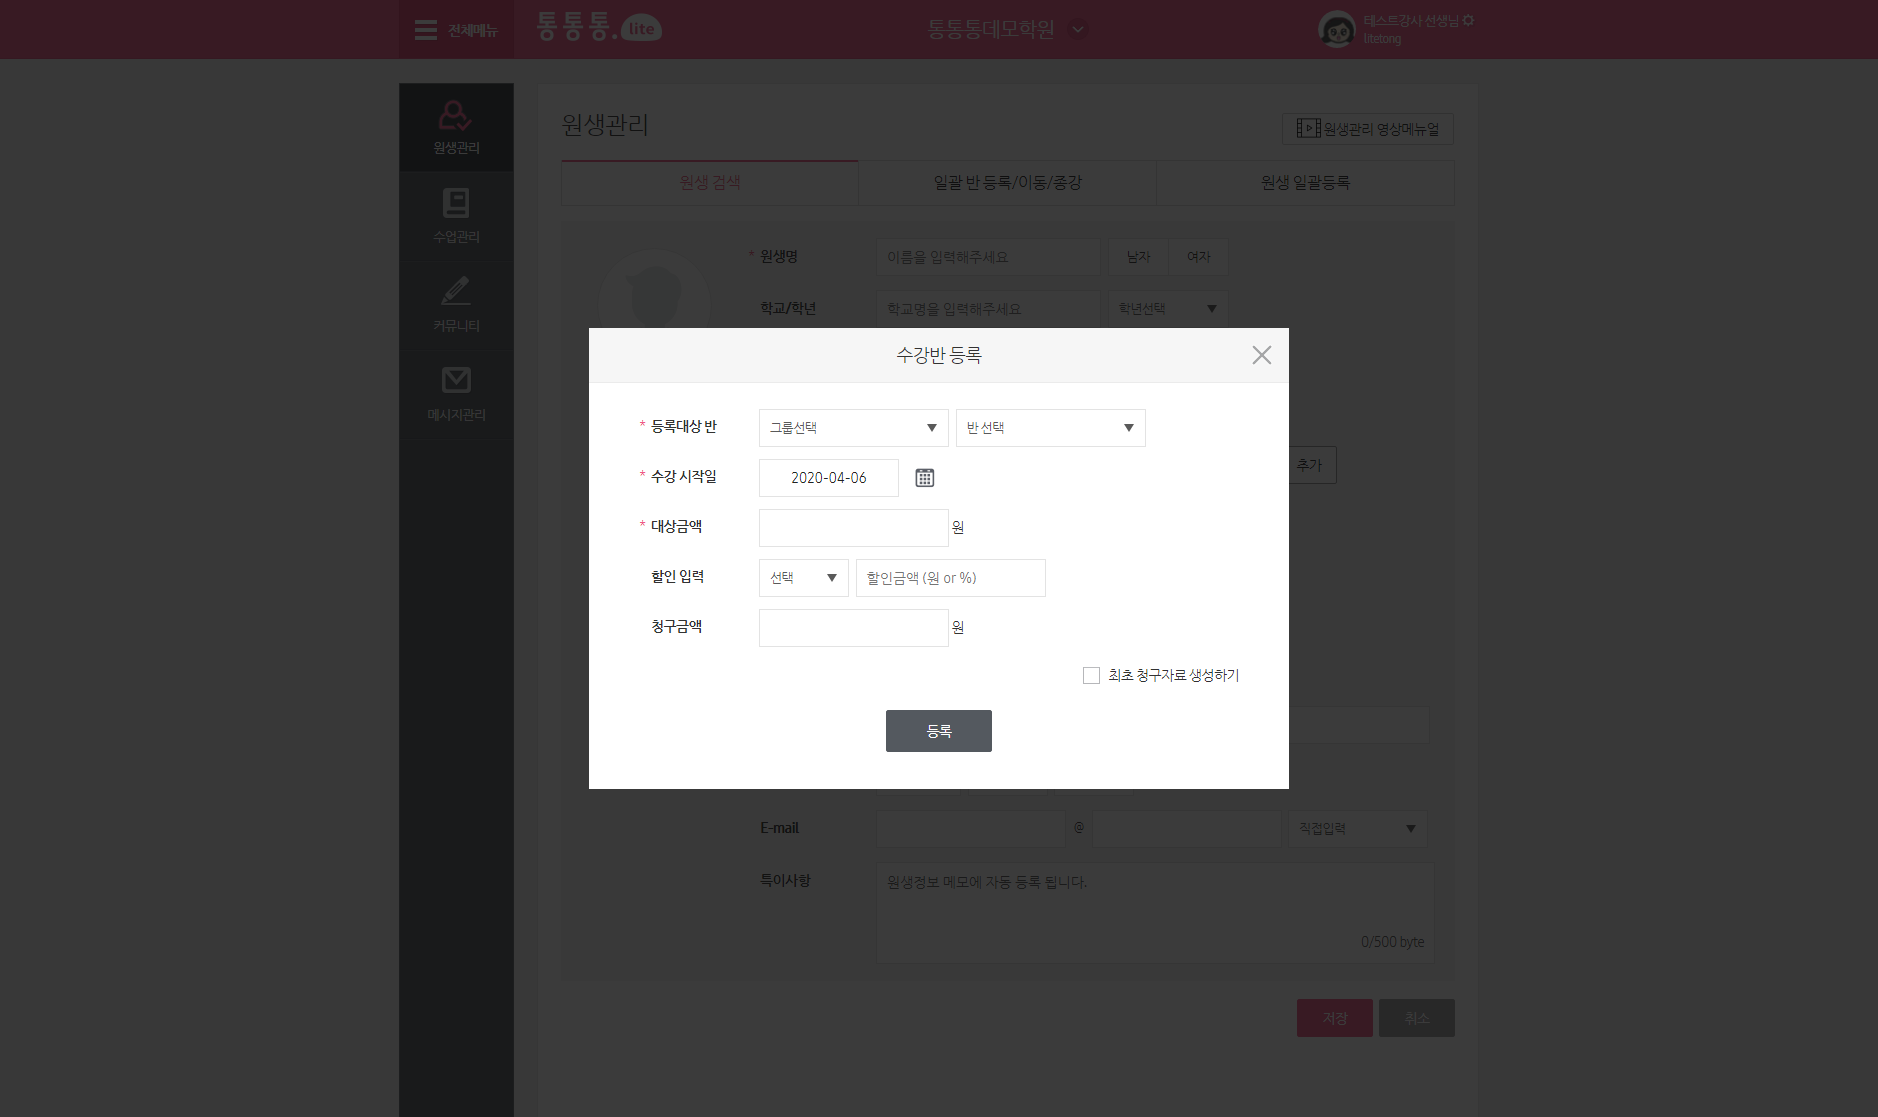 전체메뉴
통통통.lite
통통통데모학원
테스트강사 선생님
litetong
원생관리
수업관리
커뮤니티
메시지관리
원생관리
원생관리 영상메뉴얼
원생 검색
일괄 반 등록/이동/종강
원생 일괄등록
* 원생명
이름을 입력해주세요
남자
여자
학교/학년
학교명을 입력해주세요
학년선택
수강반 등록
* 등록대상 반
그룹선택
반 선택
추가
* 수강 시작일
2020-04-06
* 대상금액
원
할인 입력
선택
할인금액 (원 or %)
청구금액
원
최초 청구자료 생성하기
등록
E-mail
@
직접입력
특이사항
원생정보 메모에 자동 등록 됩니다.
0/500 byte
저장
취소